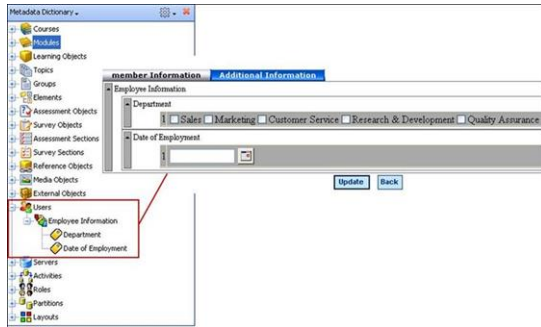 Metadata Dictionary
Courses
Modules
Learning Objects
Topics
Groups
Elements
Assessment Objects
Survey Objects
Assessment Sections
Survey Sections
Reference Objects
Media Objects
External Objects
Users
Employee Information
Department
Date of Employment
Servers
Activities
Roles
Partitions
Layouts
member Information Additional Information
Employee Information
Department
1 Sales Marketing Customer Service Research & Development Quality Assurance
Date of Employment
1
Update Back